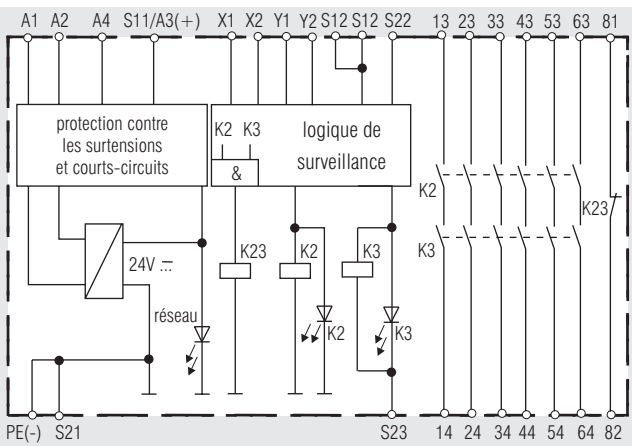 A1 A2 A4 S11/A3(+) X1 X2 Y1 Y2 S12 S12 S22 13 23 33 43 53 63 81
protection contre
les surtensions
et courts-circuits
K2 K3
&
logique de
surveillance
K2
K23
K3
K23
K2
K3
24V
réseau
K2
K3
PE(-) S21 S23 14 24 34 44 54 64 82